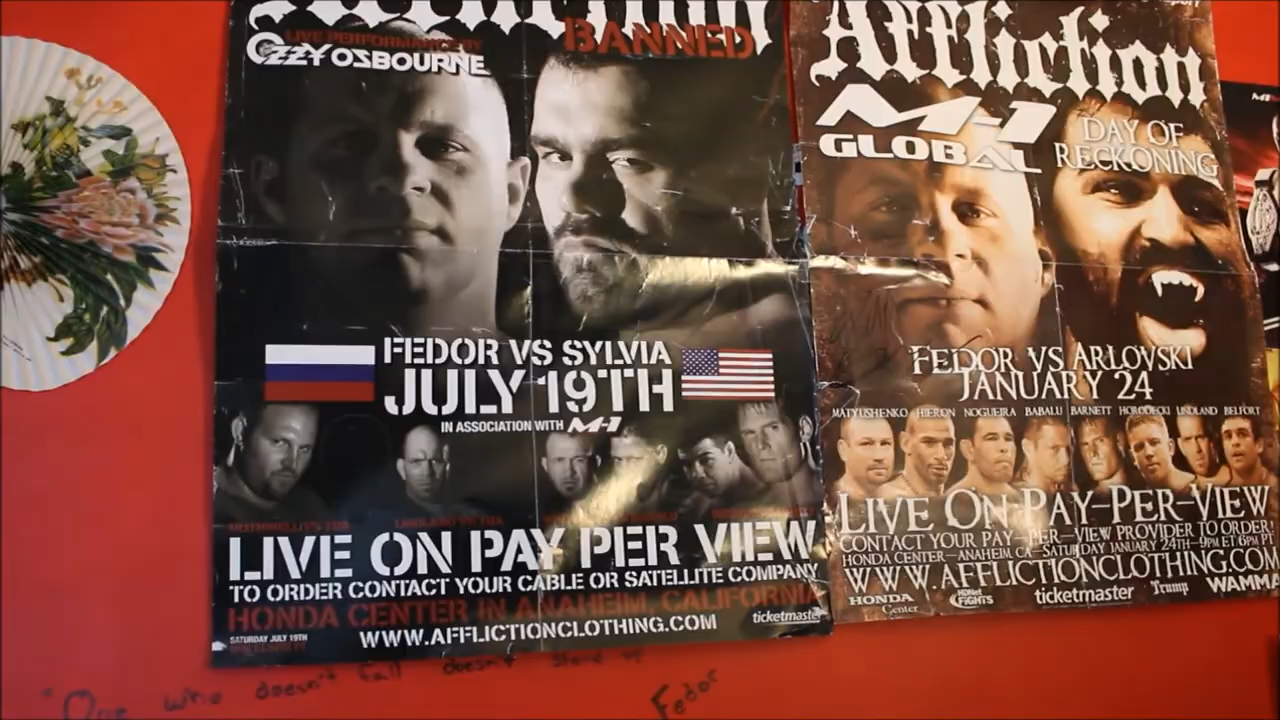 Affliction
BANNED
LIVE PERFORMANCE BY
OZZY OSBOURNE
FEDOR VS SYLVIA
JULY 19TH
IN ASSOCIATION WITH M-1
LIVE ON PAY PER VIEW
TO ORDER CONTACT YOUR CABLE OR SATELLITE COMPANY
HONDA CENTER IN ANAHEIM, CALIFORNIA
SATURDAY JULY 19TH
WWW.AFFLICTIONCLOTHING.COM
ticketmaster
Affliction
M-1
GLOBAL
DAY OF
RECKONING
FEDOR VS ARLOVSKI
JANUARY 24
MATYUSHENKO HIERON NOGUEIRA BABALU BARNETT HORODECKI LINDLAND BELFORT
LIVE ON PAY-PER-VIEW
CONTACT YOUR PAY-PER-VIEW PROVIDER TO ORDER!
HONDA CENTER-ANAHEIM CA-SATURDAY JANUARY 24TH-9PM ET/6PM PT
WWW.AFFLICTIONCLOTHING.COM
HONDA Center HDNet FIGHTS ticketmaster Trump WAMMA
"One who doesn't fall doesn't stand up"
Fedor